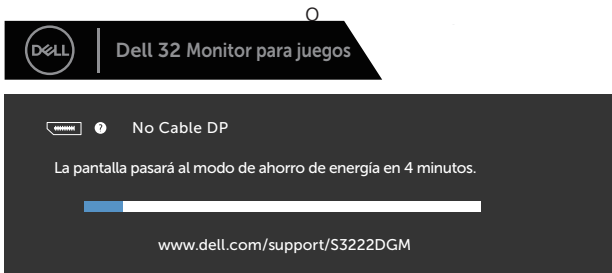 O
DELL
Dell 32 Monitor para juegos
? No Cable DP
La pantalla pasará al modo de ahorro de energía en 4 minutos.
www.dell.com/support/S3222DGM